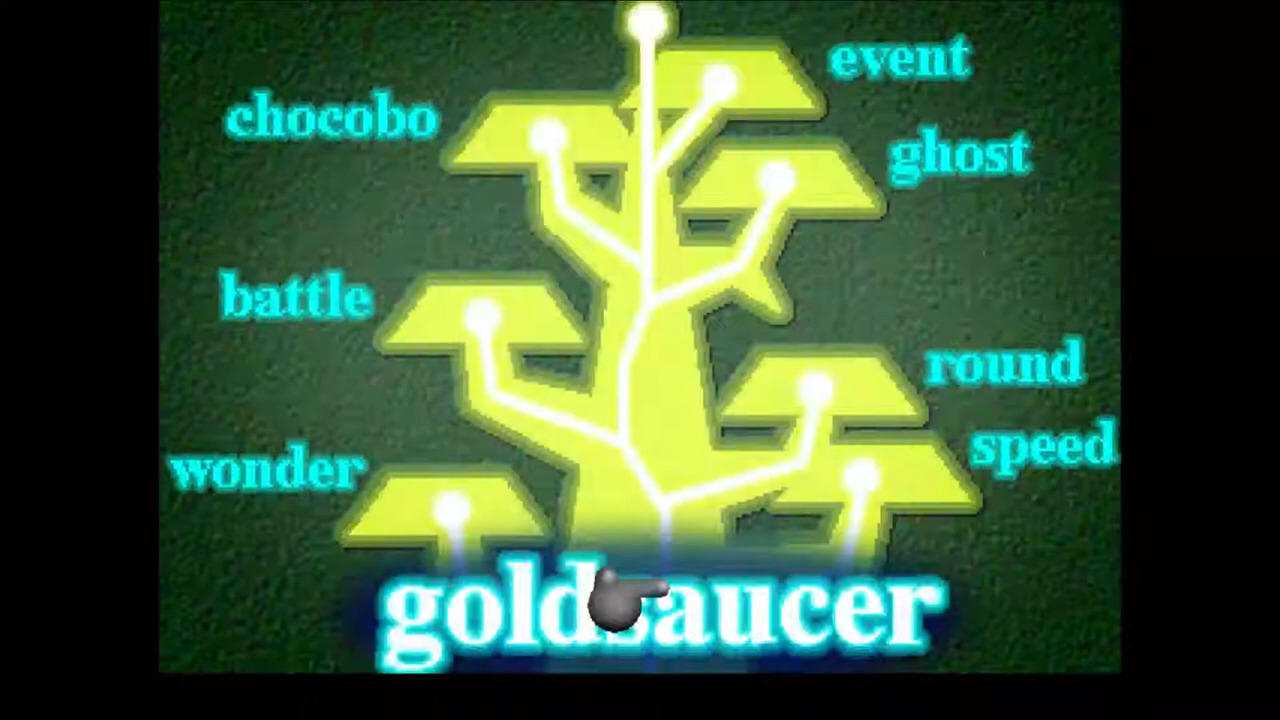 event
chocobo
ghost
battle
round
speed
wonder
goldsaucer